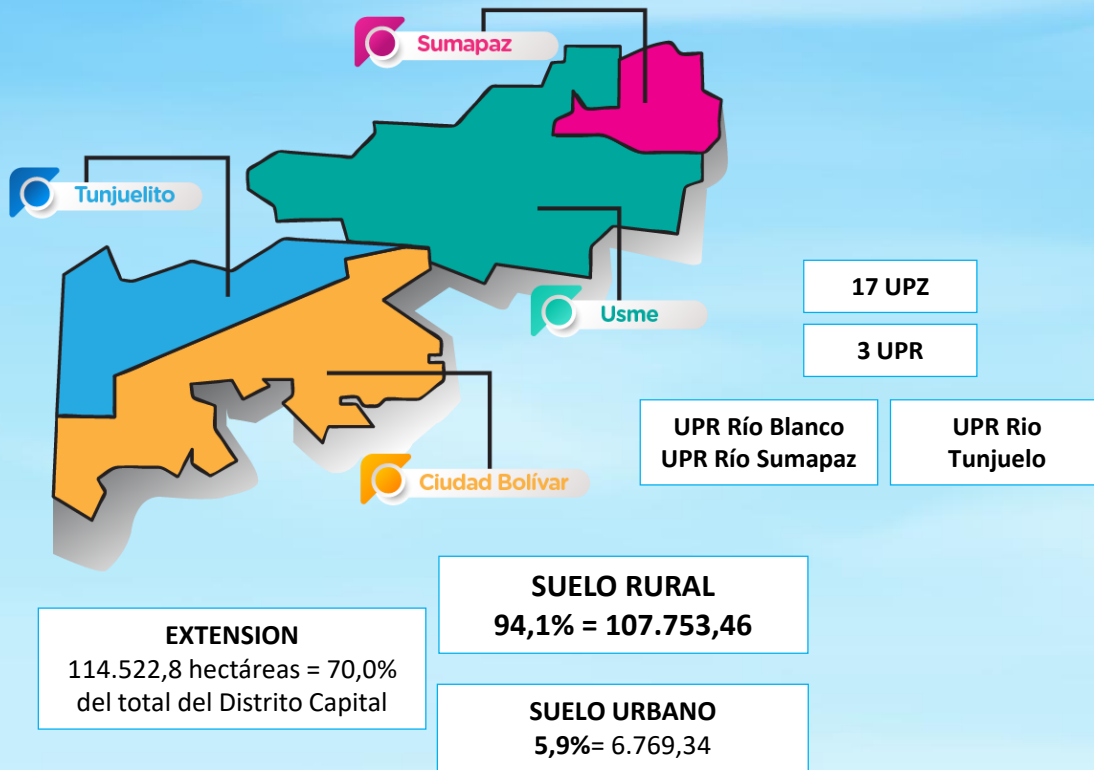 Sumapaz
Tunjuelito
Usme
Ciudad Bolívar
17 UPZ
3 UPR
UPR Río Blanco
UPR Río Sumapaz
UPR Rio
Tunjuelo
SUELO RURAL
94,1% = 107.753,46
EXTENSION
114.522,8 hectáreas = 70,0%
del total del Distrito Capital
SUELO URBANO
5,9%= 6.769,34